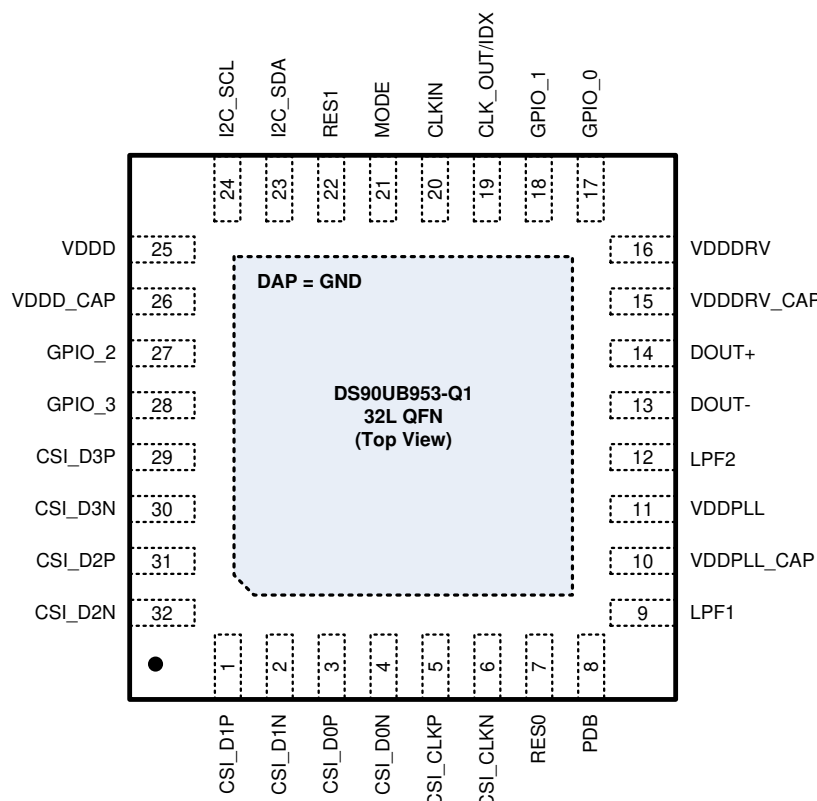 I2C_SCL
I2C_SDA
RES1
MODE
CLKIN
CLK_OUT/IDX
GPIO_1
GPIO_0
24
23
22
21
20
19
18
17
VDDD 25
VDDD_CAP 26
GPIO_2 27
GPIO_3 28
CSI_D3P 29
CSI_D3N 30
CSI_D2P 31
CSI_D2N 32
DAP = GND
DS90UB953-Q1
32L QFN
(Top View)
16 VDDDRV
15 VDDDRV_CAP
14 DOUT+
13 DOUT-
12 LPF2
11 VDDPLL
10 VDDPLL_CAP
9 LPF1
1
2
3
4
5
6
7
8
CSI_D1P
CSI_D1N
CSI_D0P
CSI_D0N
CSI_CLKP
CSI_CLKN
RES0
PDB